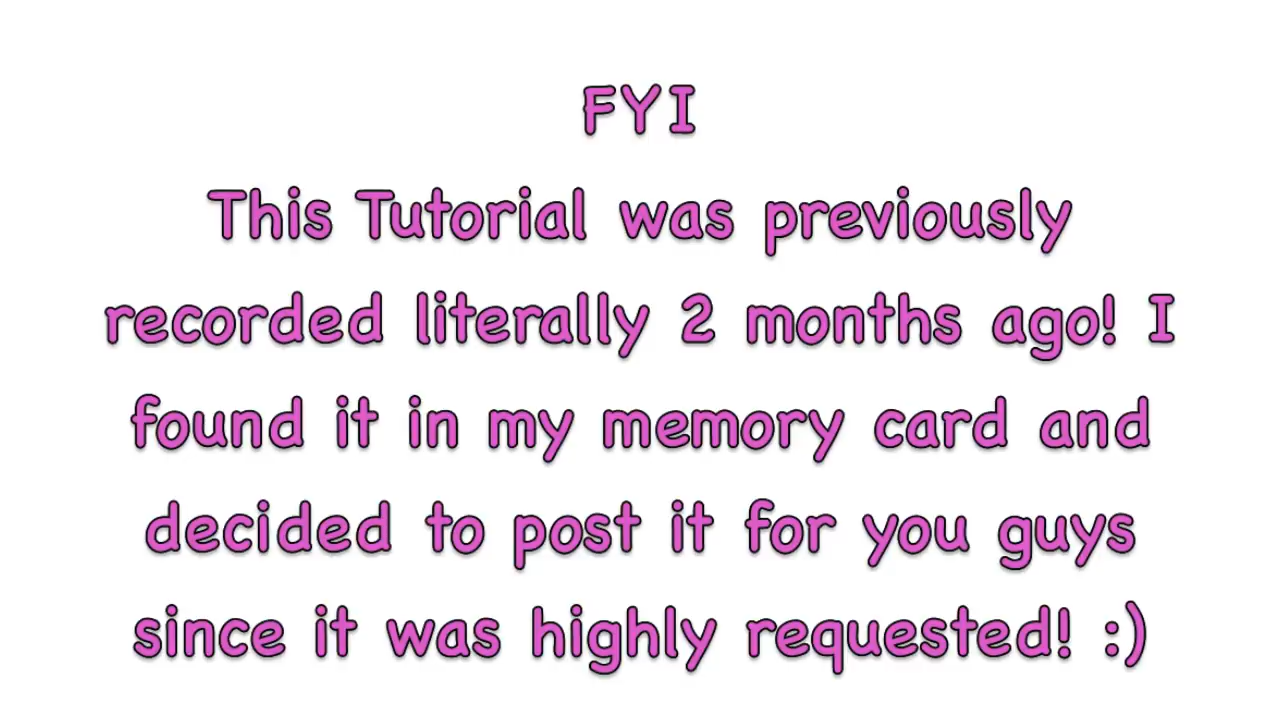 FYI
This Tutorial was previously
recorded literally 2 months ago! I
found it in my memory card and
decided to post it for you guys
since it was highly requested! :)